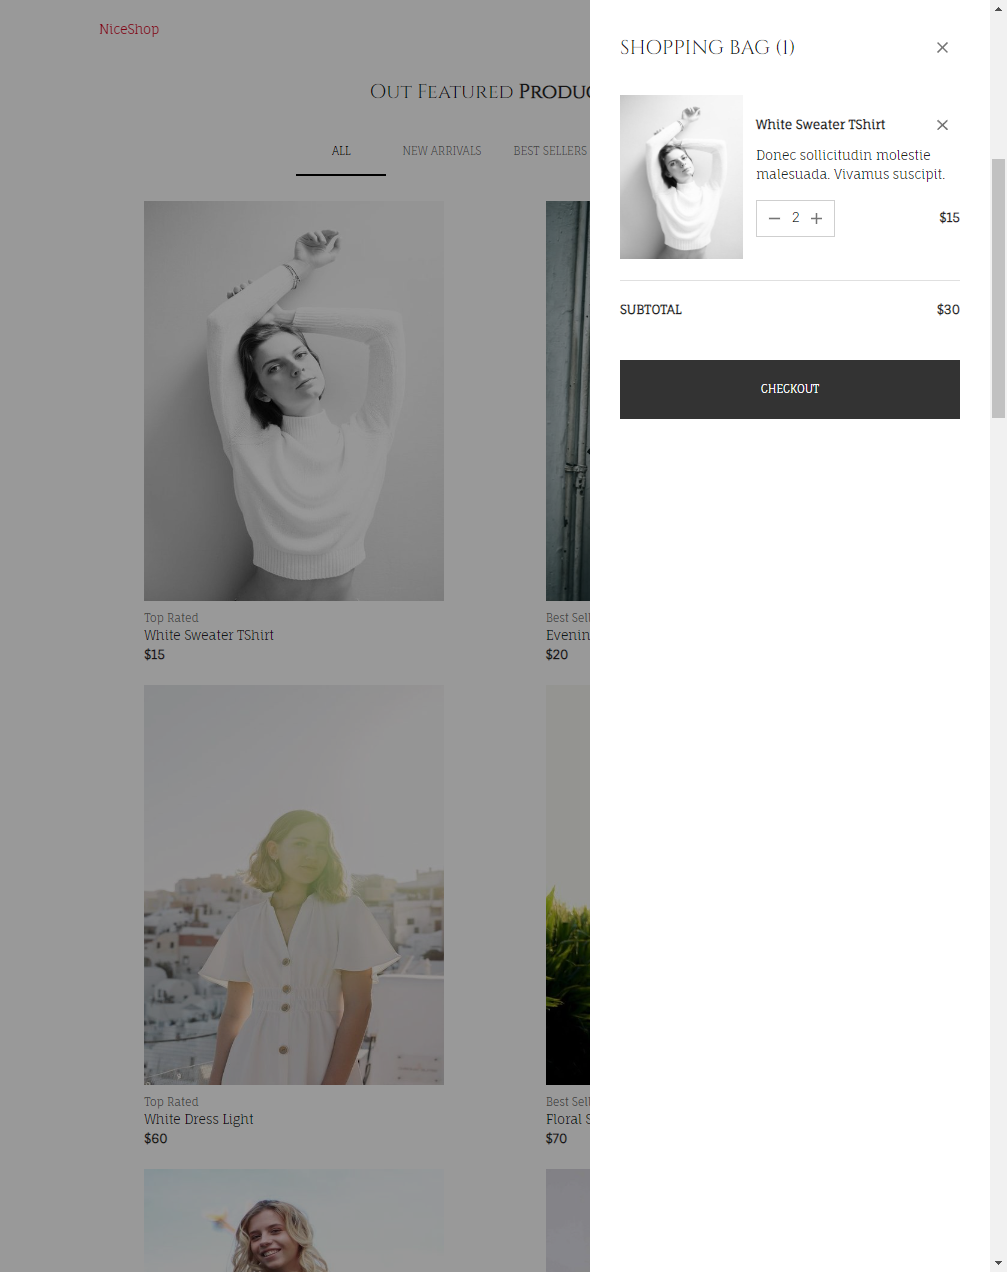 NiceShop
Out Featured Produc
ALL
NEW ARRIVALS
BEST SELLERS
Top Rated
White Sweater TShirt
$15
Best Sell
Evenin
$20
Top Rated
White Dress Light
$60
Best Sell
Floral S
$70
SHOPPING BAG (1)
White Sweater TShirt
Donec sollicitudin molestie
malesuada. Vivamus suscipit.
2
$15
SUBTOTAL
$30
CHECKOUT